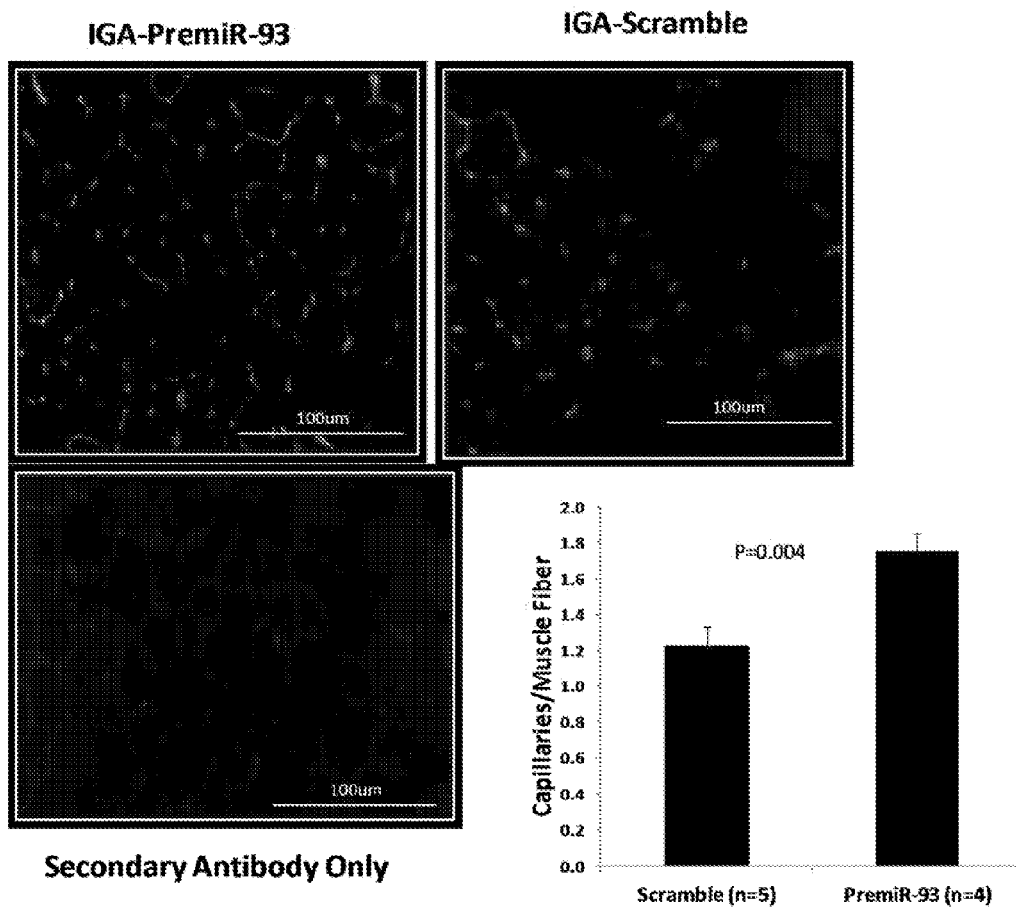 IGA-PremiR-93
IGA-Scramble
100um
100um
100um
Secondary Antibody Only
Capillaries/Muscle Fiber
2.0
1.8
1.6
1.4
1.2
1.0
0.8
0.6
0.4
0.2
0.0
P=0.004
Scramble (n=5)
PremiR-93 (n=4)